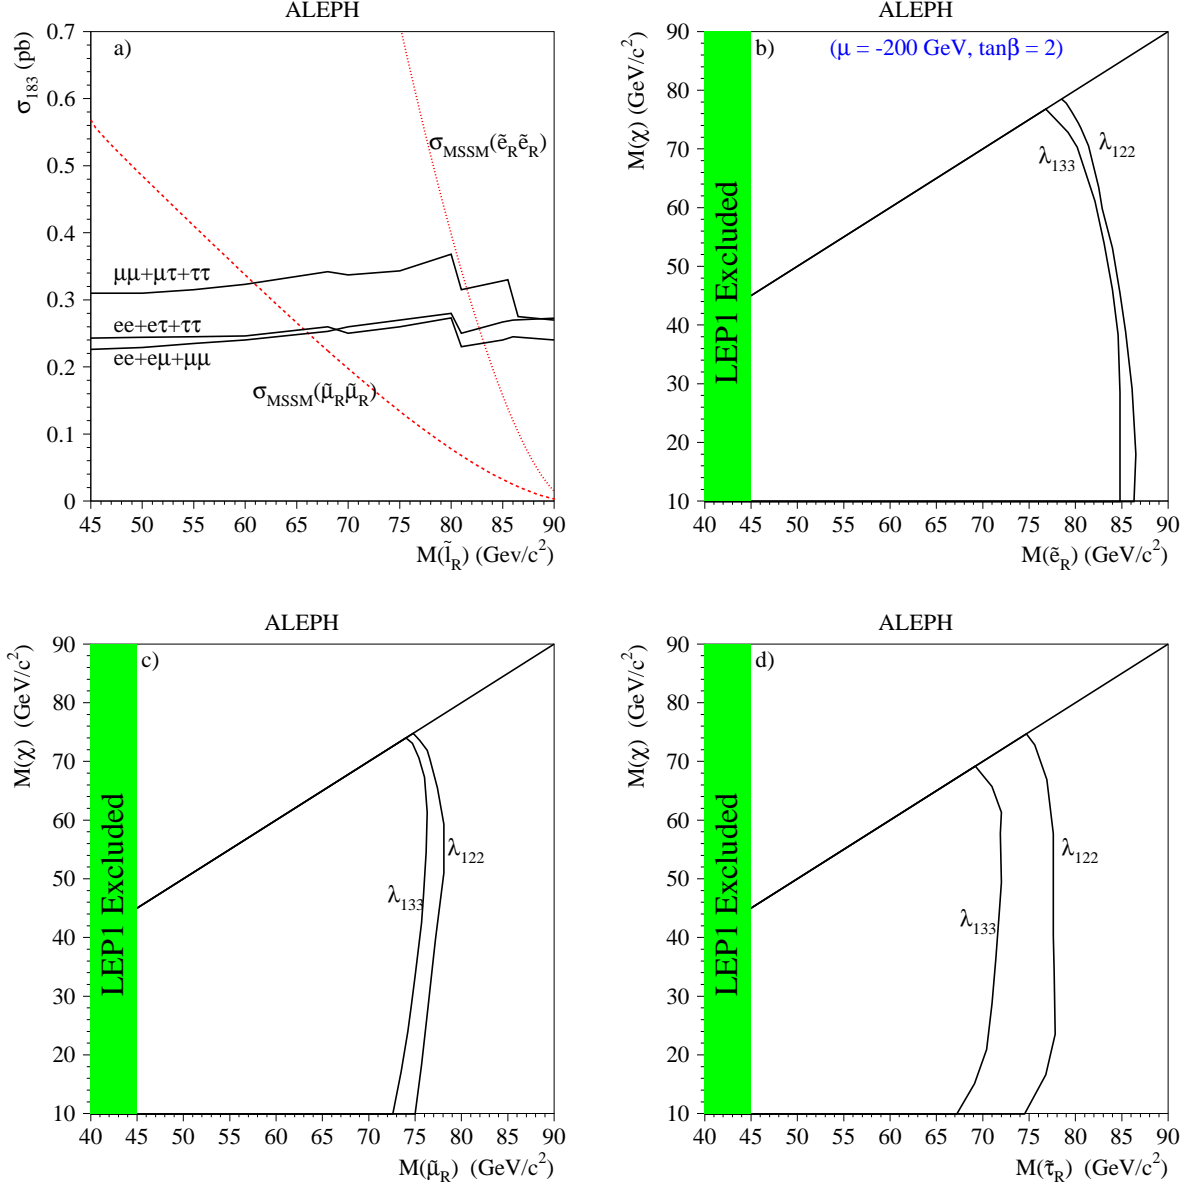 ALEPH
a)
σ183 (pb)
0.7
0.6
0.5
0.4
0.3
0.2
0.1
0
σMSSM(ẽRẽR)
μμ+μτ+ττ
ee+eτ+ττ
ee+eμ+μμ
σMSSM(μ̃Rμ̃R)
45 50 55 60 65 70 75 80 85 90
M(l̃R) (Gev/c²)
ALEPH
b)
(μ = -200 GeV, tanβ = 2)
M(χ) (GeV/c²)
90
80
70
60
50
40
30
20
10
LEP1 Excluded
λ122
λ133
40 45 50 55 60 65 70 75 80 85 90
M(ẽR) (GeV/c²)
ALEPH
c)
M(χ) (GeV/c²)
90
80
70
60
50
40
30
20
10
LEP1 Excluded
λ122
λ133
40 45 50 55 60 65 70 75 80 85 90
M(μ̃R) (GeV/c²)
ALEPH
d)
M(χ) (GeV/c²)
90
80
70
60
50
40
30
20
10
LEP1 Excluded
λ122
λ133
40 45 50 55 60 65 70 75 80 85 90
M(τ̃R) (GeV/c²)